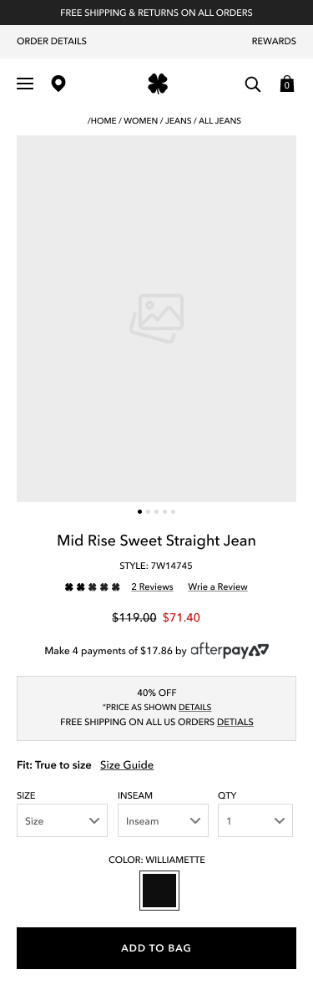 FREE SHIPPING & RETURNS ON ALL ORDERS
ORDER DETAILS REWARDS
0
/HOME / WOMEN / JEANS / ALL JEANS
Mid Rise Sweet Straight Jean
STYLE: 7W14745
2 Reviews Wrie a Review
$119.00 $71.40
Make 4 payments of $17.86 by afterpay
40% OFF
*PRICE AS SHOWN DETAILS
FREE SHIPPING ON ALL US ORDERS DETIALS
Fit: True to size Size Guide
SIZE INSEAM QTY
Size Inseam 1
COLOR: WILLIAMETTE
ADD TO BAG